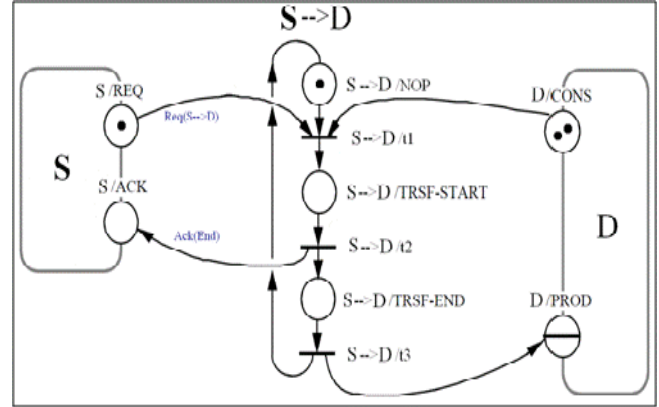 S-->D
S/REQ
S-->D/NOP
D/CONS
Req(S-->D)
S-->D/t1
S
S/ACK
S-->D/TRSF-START
D
Ack(End)
S-->D/t2
S-->D/TRSF-END
D/PROD
S-->D/t3